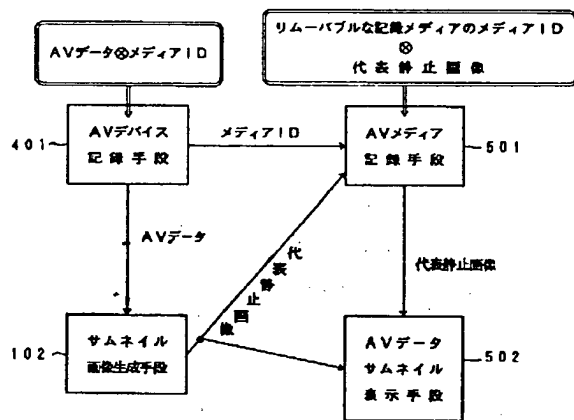 AVデータ⊗メディアID
リムーバブルな記録メディアのメディアID
⊗
代表静止画像
401
AVデバイス
記録手段
メディアID
AVメディア
記録手段
501
AVデータ
代表静止画像
代表静止画像
102
サムネイル
画像生成手段
AVデータ
サムネイル
表示手段
502